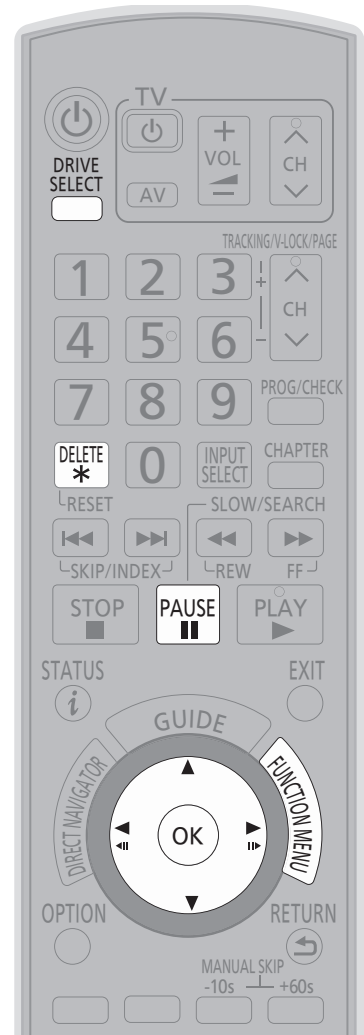 TV
DRIVE
SELECT
AV
+
VOL
−
CH
TRACKING/V-LOCK/PAGE
1 2 3
+
CH
−
4 5 6
7 8 9
PROG/CHECK
DELETE
*
0
INPUT
SELECT
CHAPTER
RESET
SLOW/SEARCH
SKIP/INDEX
REW FF
STOP
PAUSE
PLAY
STATUS
i
EXIT
GUIDE
DIRECT NAVIGATOR
FUNCTION MENU
OK
OPTION
RETURN
MANUAL SKIP
-10s +60s